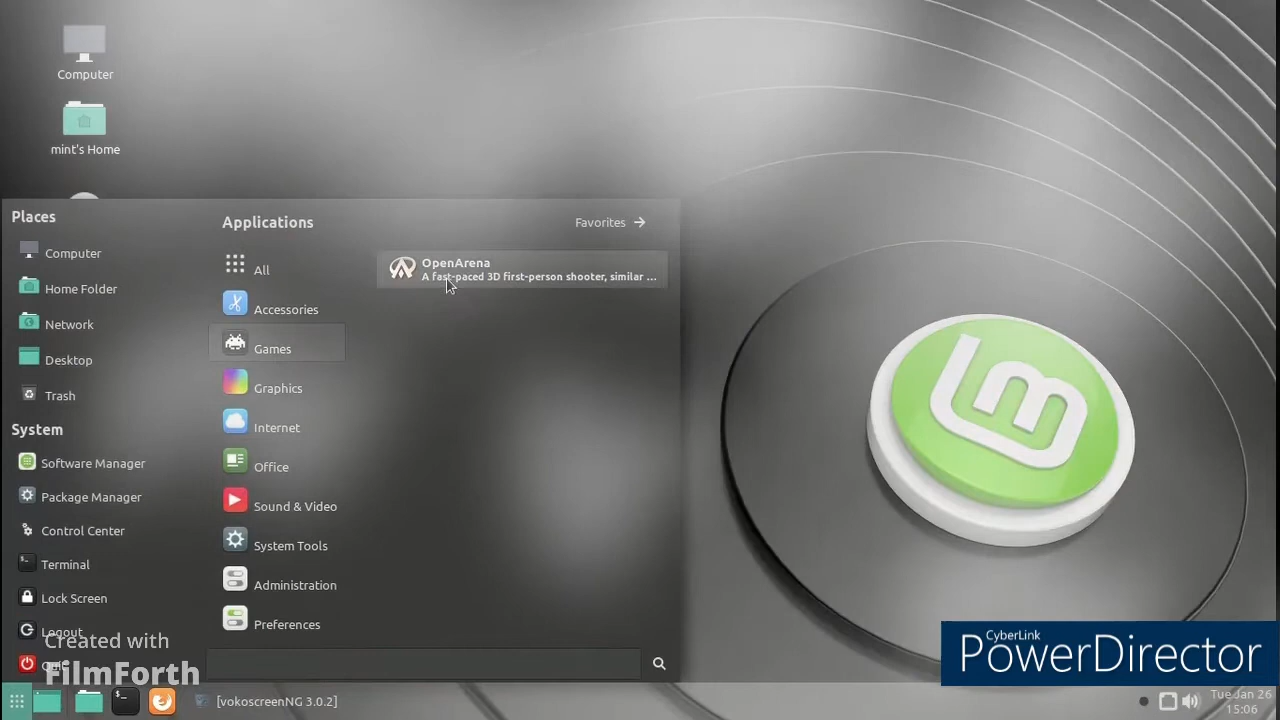 Computer
mint's Home
Places
Computer
Home Folder
Network
Desktop
Trash
System
Software Manager
Package Manager
Control Center
Terminal
Lock Screen
Logout
Applications
Favorites
All
Accessories
Games
Graphics
Internet
Office
Sound & Video
System Tools
Administration
Preferences
OpenArena
A fast-paced 3D first-person shooter, similar ...
lm
Created with
FilmForth
CyberLink
PowerDirector
[vokoscreenNG 3.0.2]
Tue Jan 26
15:06